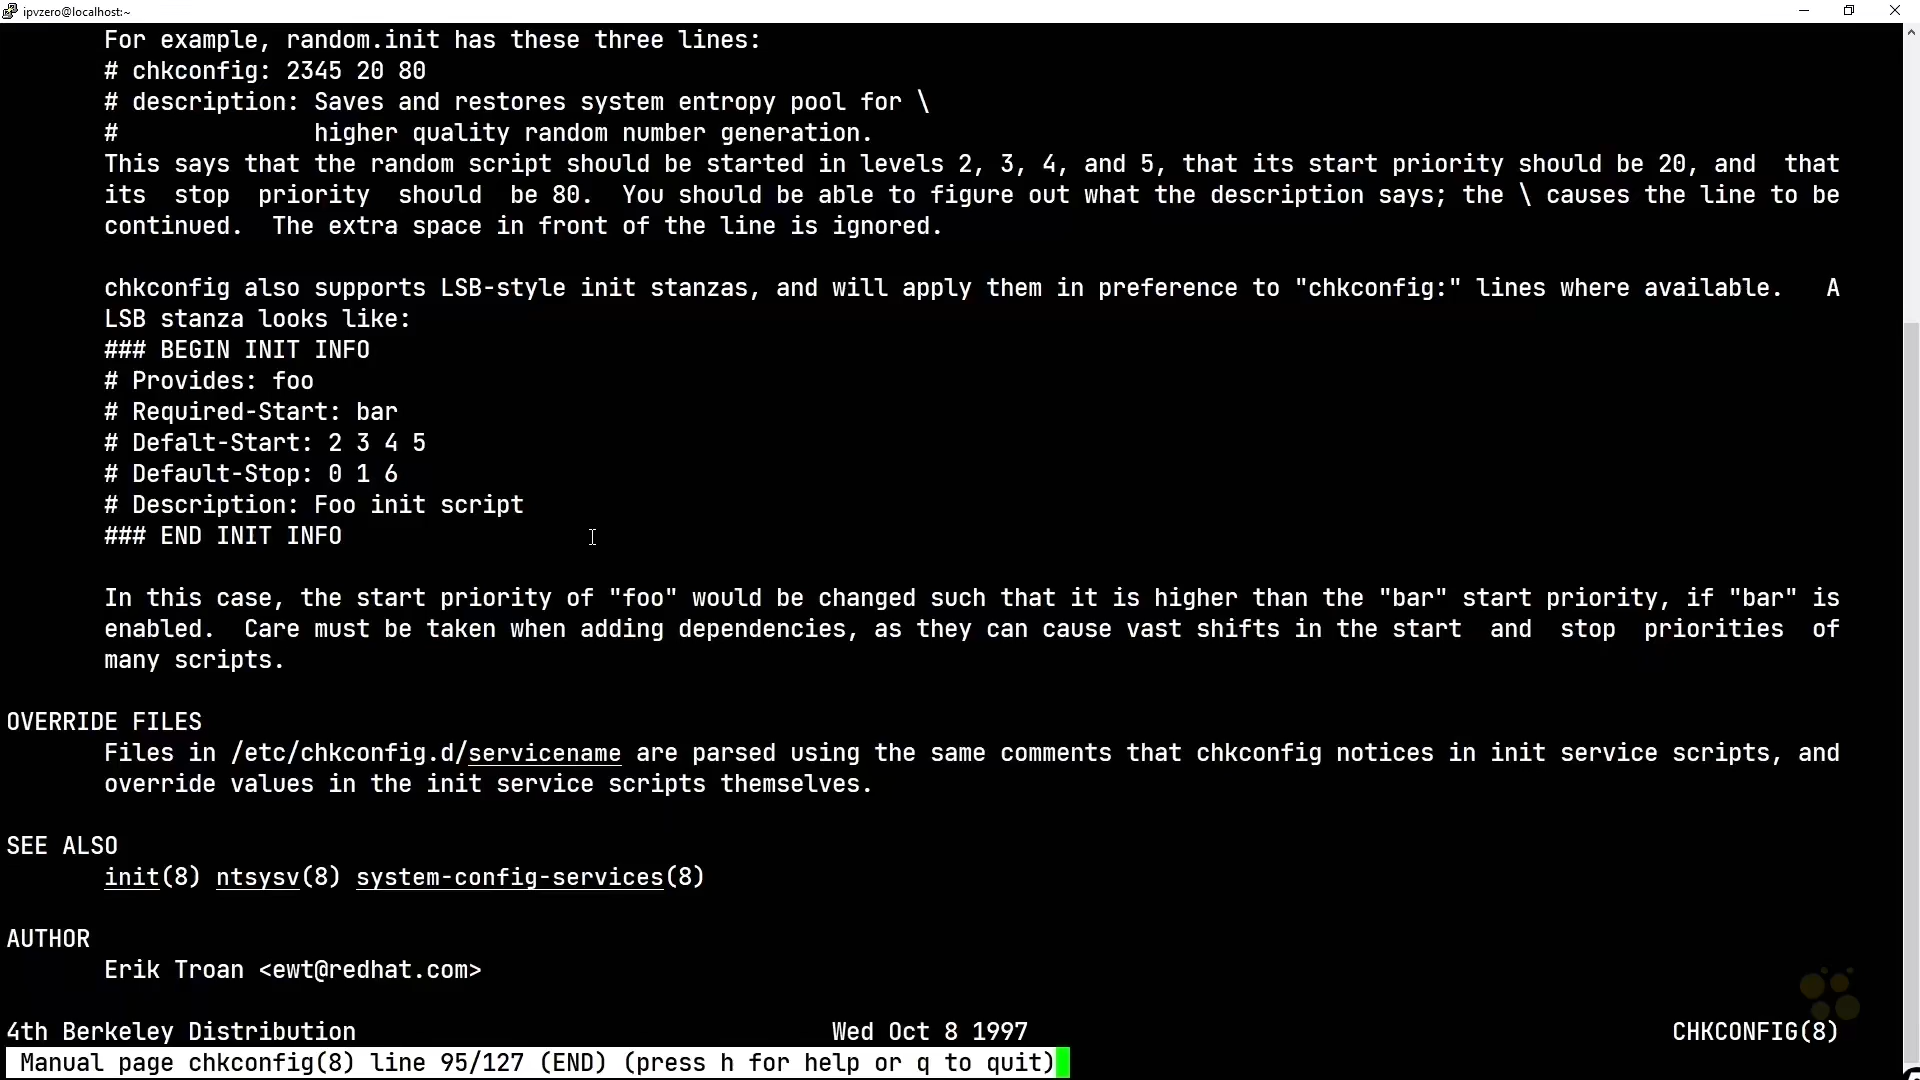 ipvzero@localhost:~
For example, random.init has these three lines:
# chkconfig: 2345 20 80
# description: Saves and restores system entropy pool for \
#              higher quality random number generation.
This says that the random script should be started in levels 2, 3, 4, and 5, that its start priority should be 20, and  that
its  stop  priority  should  be 80.  You should be able to figure out what the description says; the \ causes the line to be
continued.  The extra space in front of the line is ignored.
chkconfig also supports LSB-style init stanzas, and will apply them in preference to "chkconfig:" lines where available.   A
LSB stanza looks like:
### BEGIN INIT INFO
# Provides: foo
# Required-Start: bar
# Defalt-Start: 2 3 4 5
# Default-Stop: 0 1 6
# Description: Foo init script
### END INIT INFO
In this case, the start priority of "foo" would be changed such that it is higher than the "bar" start priority, if "bar" is
enabled.  Care must be taken when adding dependencies, as they can cause vast shifts in the start  and  stop  priorities  of
many scripts.
OVERRIDE FILES
Files in /etc/chkconfig.d/servicename are parsed using the same comments that chkconfig notices in init service scripts, and
override values in the init service scripts themselves.
SEE ALSO
init(8) ntsysv(8) system-config-services(8)
AUTHOR
Erik Troan <ewt@redhat.com>
4th Berkeley Distribution                                  Wed Oct 8 1997                                              CHKCONFIG(8)
Manual page chkconfig(8) line 95/127 (END) (press h for help or q to quit)